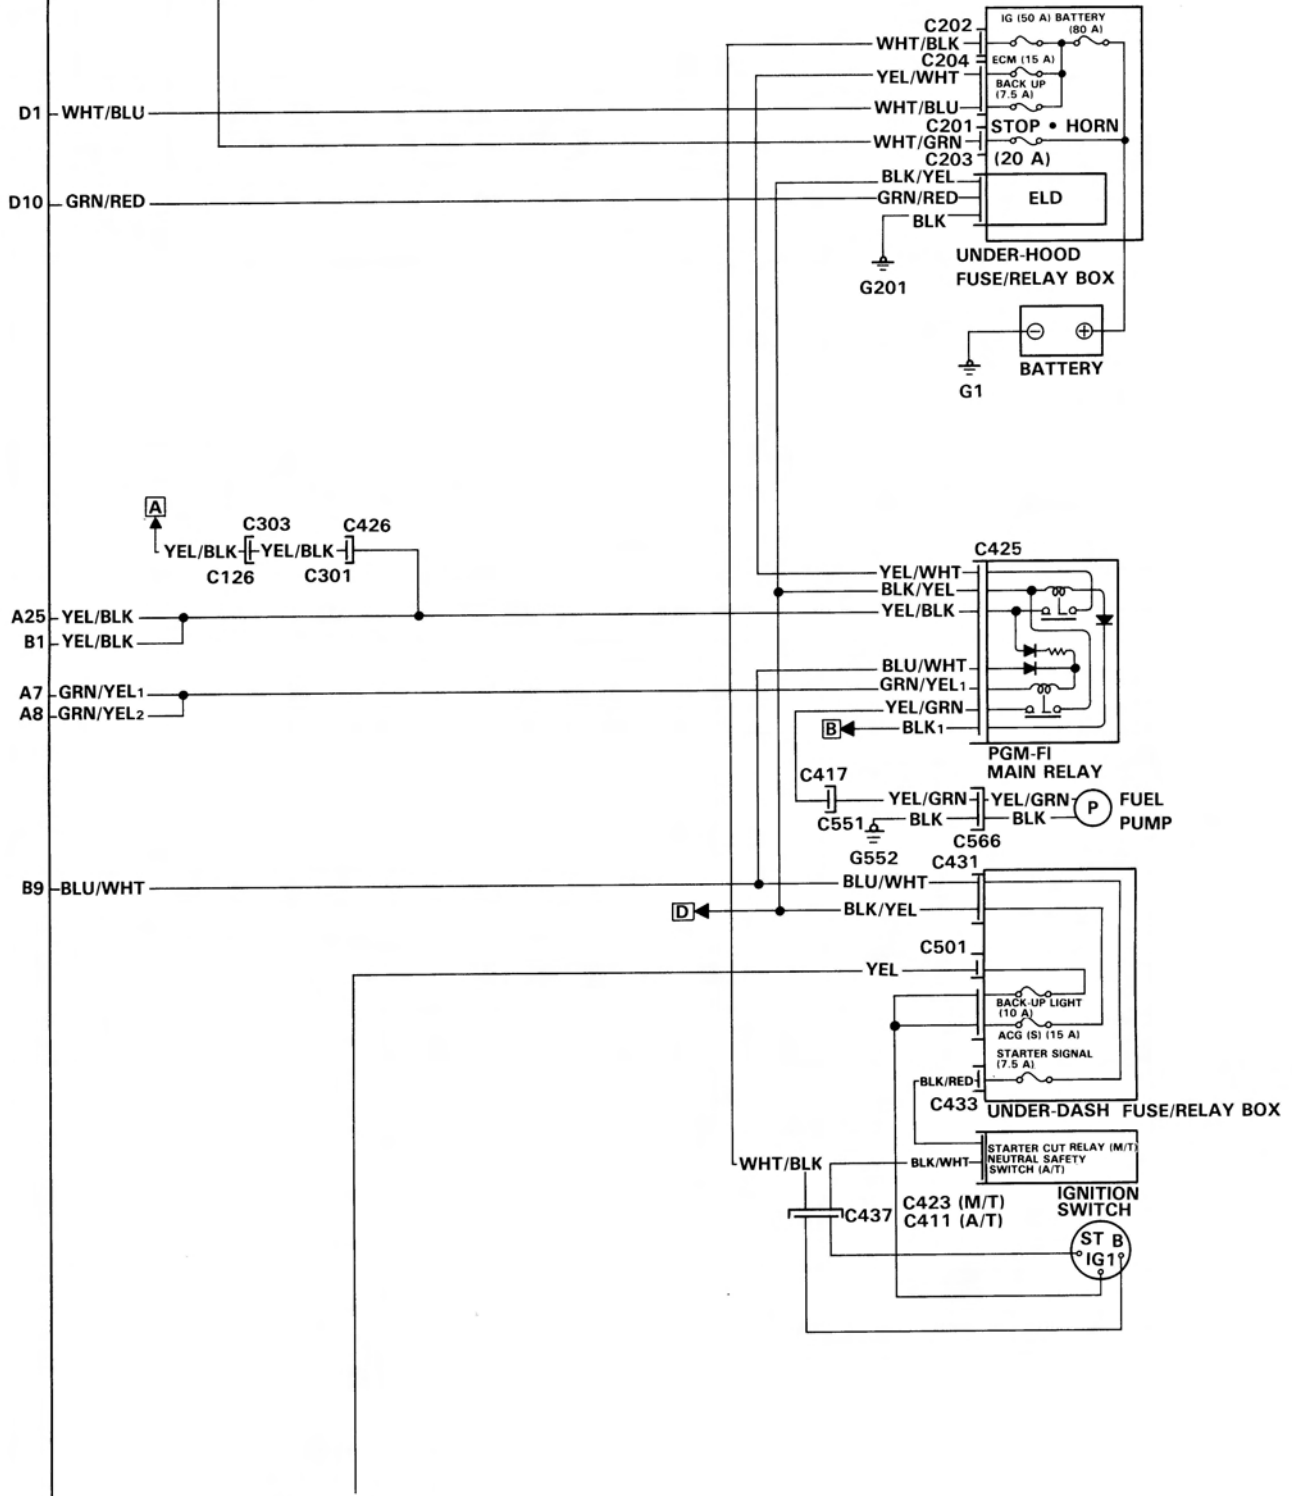 C202
IG (50 A) BATTERY
(80 A)
WHT/BLK
C204
ECM (15 A)
YEL/WHT
BACK UP
(7.5 A)
D1
WHT/BLU
WHT/BLU
C201
STOP • HORN
WHT/GRN
C203
(20 A)
BLK/YEL
D10
GRN/RED
GRN/RED
ELD
BLK
UNDER-HOOD
FUSE/RELAY BOX
G201
BATTERY
G1
A
C303
C426
YEL/BLK
YEL/BLK
C126
C301
C425
YEL/WHT
BLK/YEL
A25
YEL/BLK
YEL/BLK
B1
YEL/BLK
BLU/WHT
A7
GRN/YEL1
GRN/YEL1
A8
GRN/YEL2
YEL/GRN
B
BLK1
PGM-FI
MAIN RELAY
C417
YEL/GRN
YEL/GRN
P
FUEL
PUMP
C551
BLK
BLK
C566
G552
C431
B9
BLU/WHT
BLU/WHT
D
BLK/YEL
C501
YEL
BACK-UP LIGHT
(10 A)
ACG (S) (15 A)
STARTER SIGNAL
(7.5 A)
BLK/RED
C433
UNDER-DASH FUSE/RELAY BOX
STARTER CUT RELAY (M/T)
NEUTRAL SAFETY
SWITCH (A/T)
WHT/BLK
BLK/WHT
IGNITION
SWITCH
C437
C423 (M/T)
C411 (A/T)
ST B
IG1